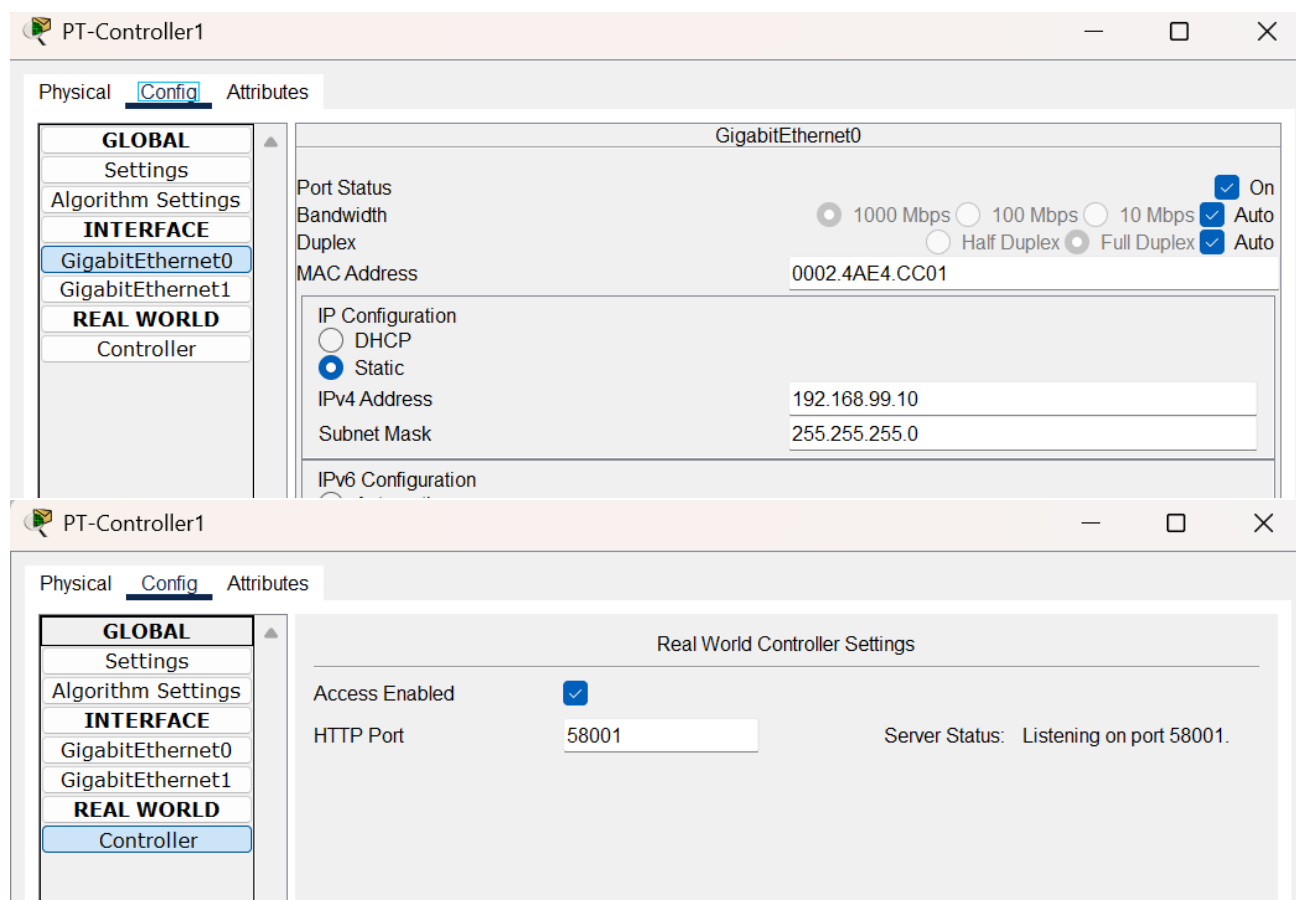 PT-Controller1
Physical Config Attributes
GLOBAL
Settings
Algorithm Settings
INTERFACE
GigabitEthernet0
GigabitEthernet1
REAL WORLD
Controller
GigabitEthernet0
Port Status On
Bandwidth 1000 Mbps 100 Mbps 10 Mbps Auto
Duplex Half Duplex Full Duplex Auto
MAC Address 0002.4AE4.CC01
IP Configuration
DHCP
Static
IPv4 Address 192.168.99.10
Subnet Mask 255.255.255.0
IPv6 Configuration
PT-Controller1
Physical Config Attributes
GLOBAL
Settings
Algorithm Settings
INTERFACE
GigabitEthernet0
GigabitEthernet1
REAL WORLD
Controller
Real World Controller Settings
Access Enabled
HTTP Port 58001 Server Status: Listening on port 58001.